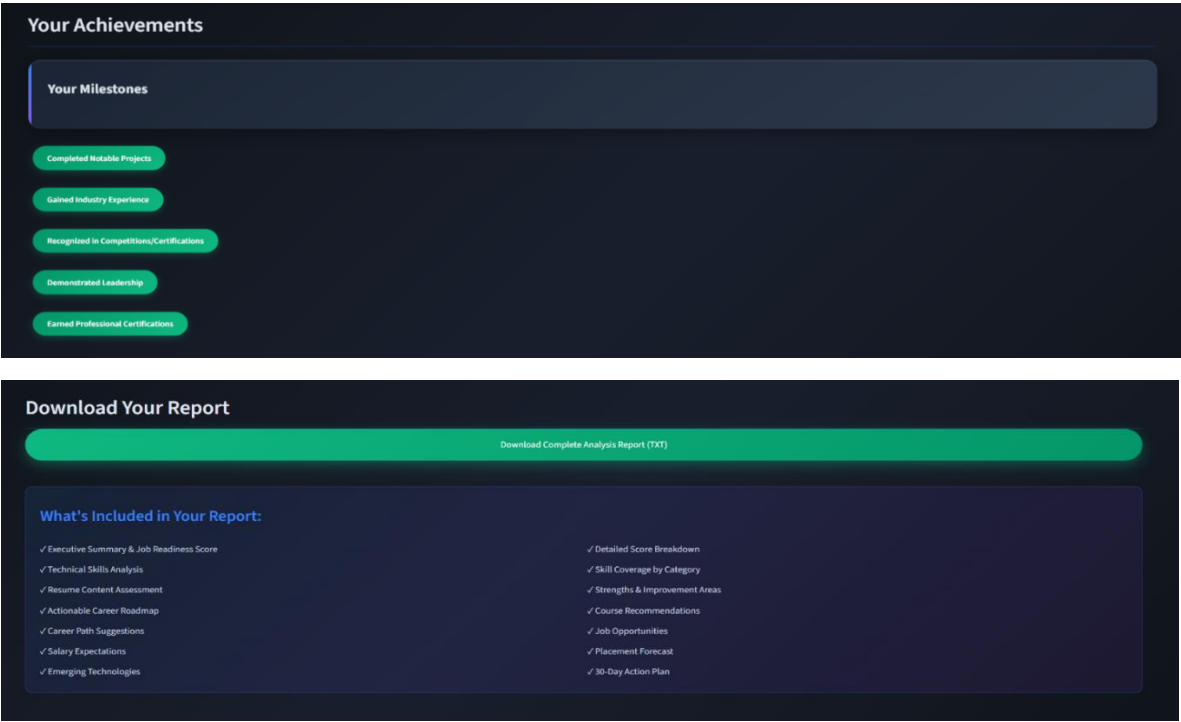 Your Achievements
Your Milestones
Completed Notable Projects
Gained Industry Experience
Recognized in Competitions/Certifications
Demonstrated Leadership
Earned Professional Certifications
Download Your Report
Download Complete Analysis Report (TXT)
What's Included in Your Report:
✓ Executive Summary & Job Readiness Score
✓ Technical Skills Analysis
✓ Resume Content Assessment
✓ Actionable Career Roadmap
✓ Career Path Suggestions
✓ Salary Expectations
✓ Emerging Technologies
✓ Detailed Score Breakdown
✓ Skill Coverage by Category
✓ Strengths & Improvement Areas
✓ Course Recommendations
✓ Job Opportunities
✓ Placement Forecast
✓ 30-Day Action Plan